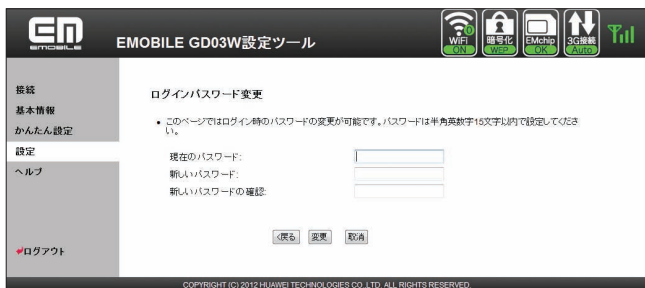 EM
EMOBILE
EMOBILE GD03W設定ツール
WiFi
ON
暗号化
WEP
EMchip
OK
3G接続
Auto
接続
基本情報
かんたん設定
設定
ヘルプ
ログアウト
ログインパスワード変更
• このページではログイン時のパスワードの変更が可能です。パスワードは半角英数字15文字以内で設定してくださ
い。
現在のパスワード:
新しいパスワード:
新しいパスワードの確認:
<戻る 変更 取消
COPYRIGHT (C) 2012 HUAWEI TECHNOLOGIES CO.,LTD. ALL RIGHTS RESERVED.